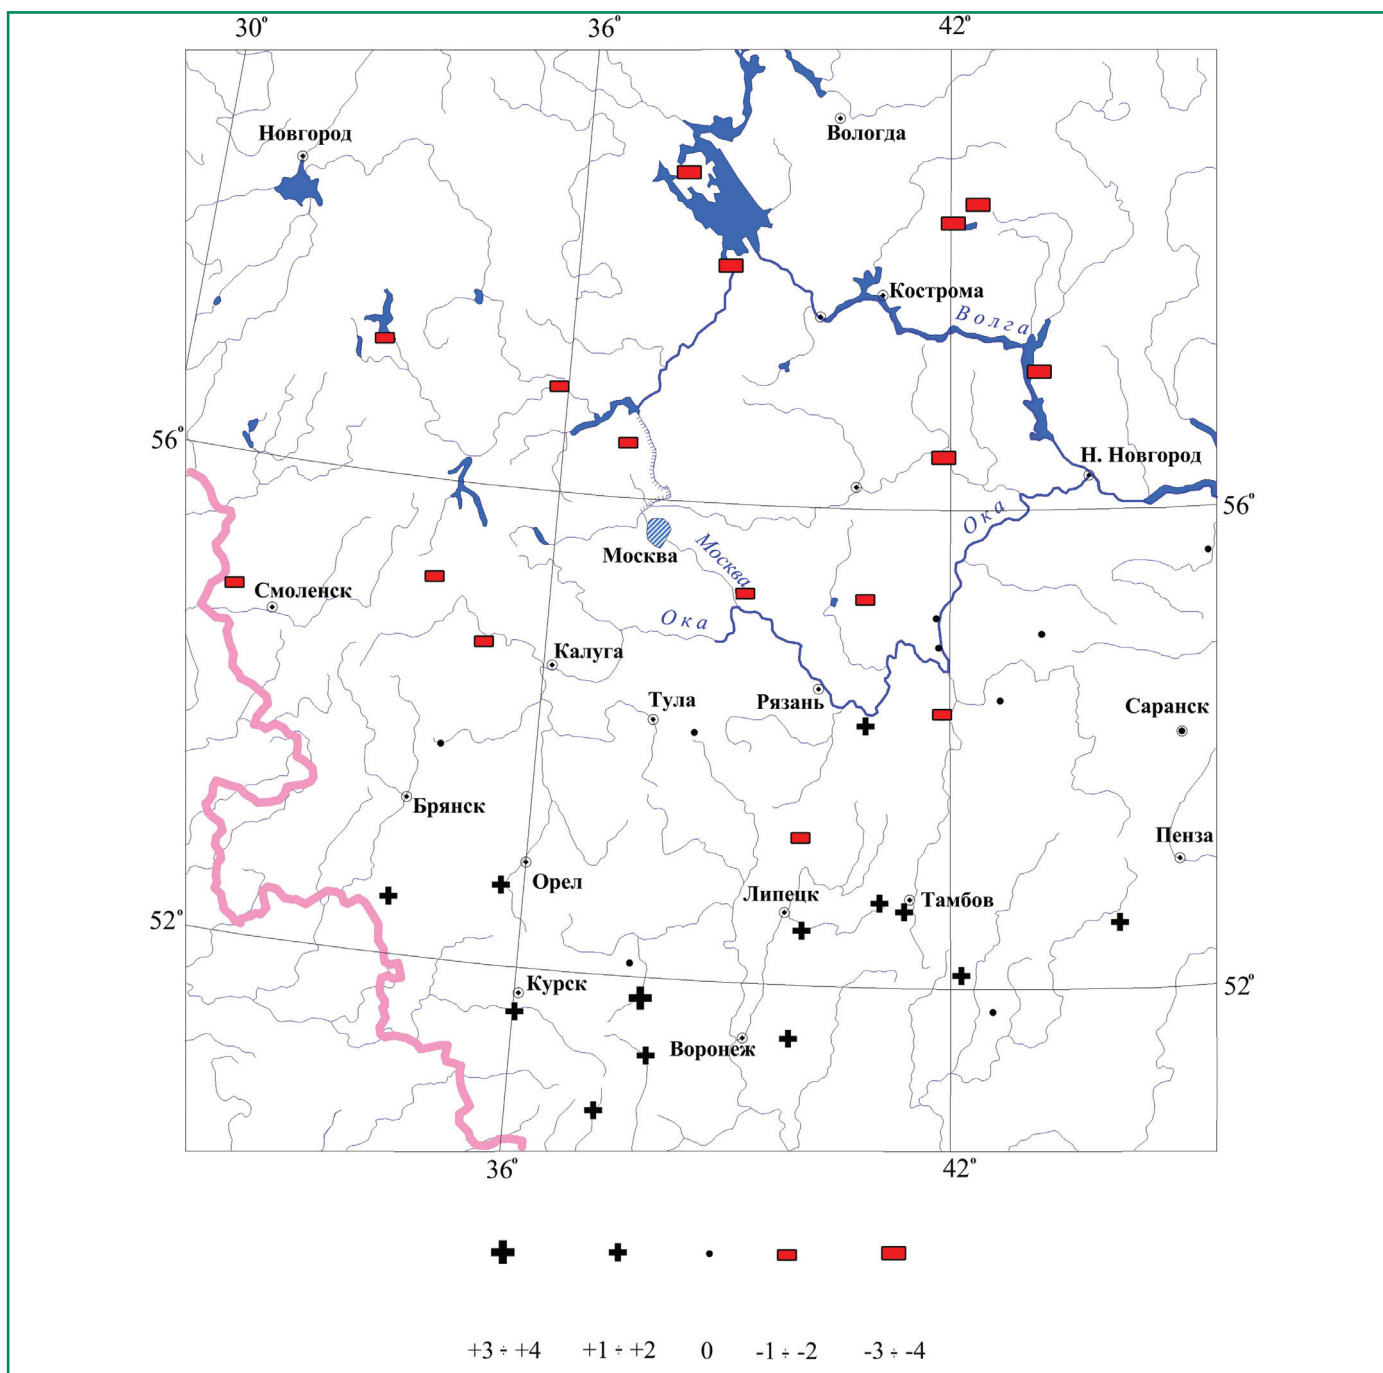 30°
36°
42°
Новгород
Вологда
Кострома
Волга
56°
Н. Новгород
56°
Ока
Москва
Москва
Смоленск
Ока
Калуга
Тула
Рязань
Саранск
Брянск
Пенза
Орел
Липецк
Тамбов
52°
Курск
52°
Воронеж
36°
42°
+3 ÷ +4 +1 ÷ +2 0 -1 ÷ -2 -3 ÷ -4